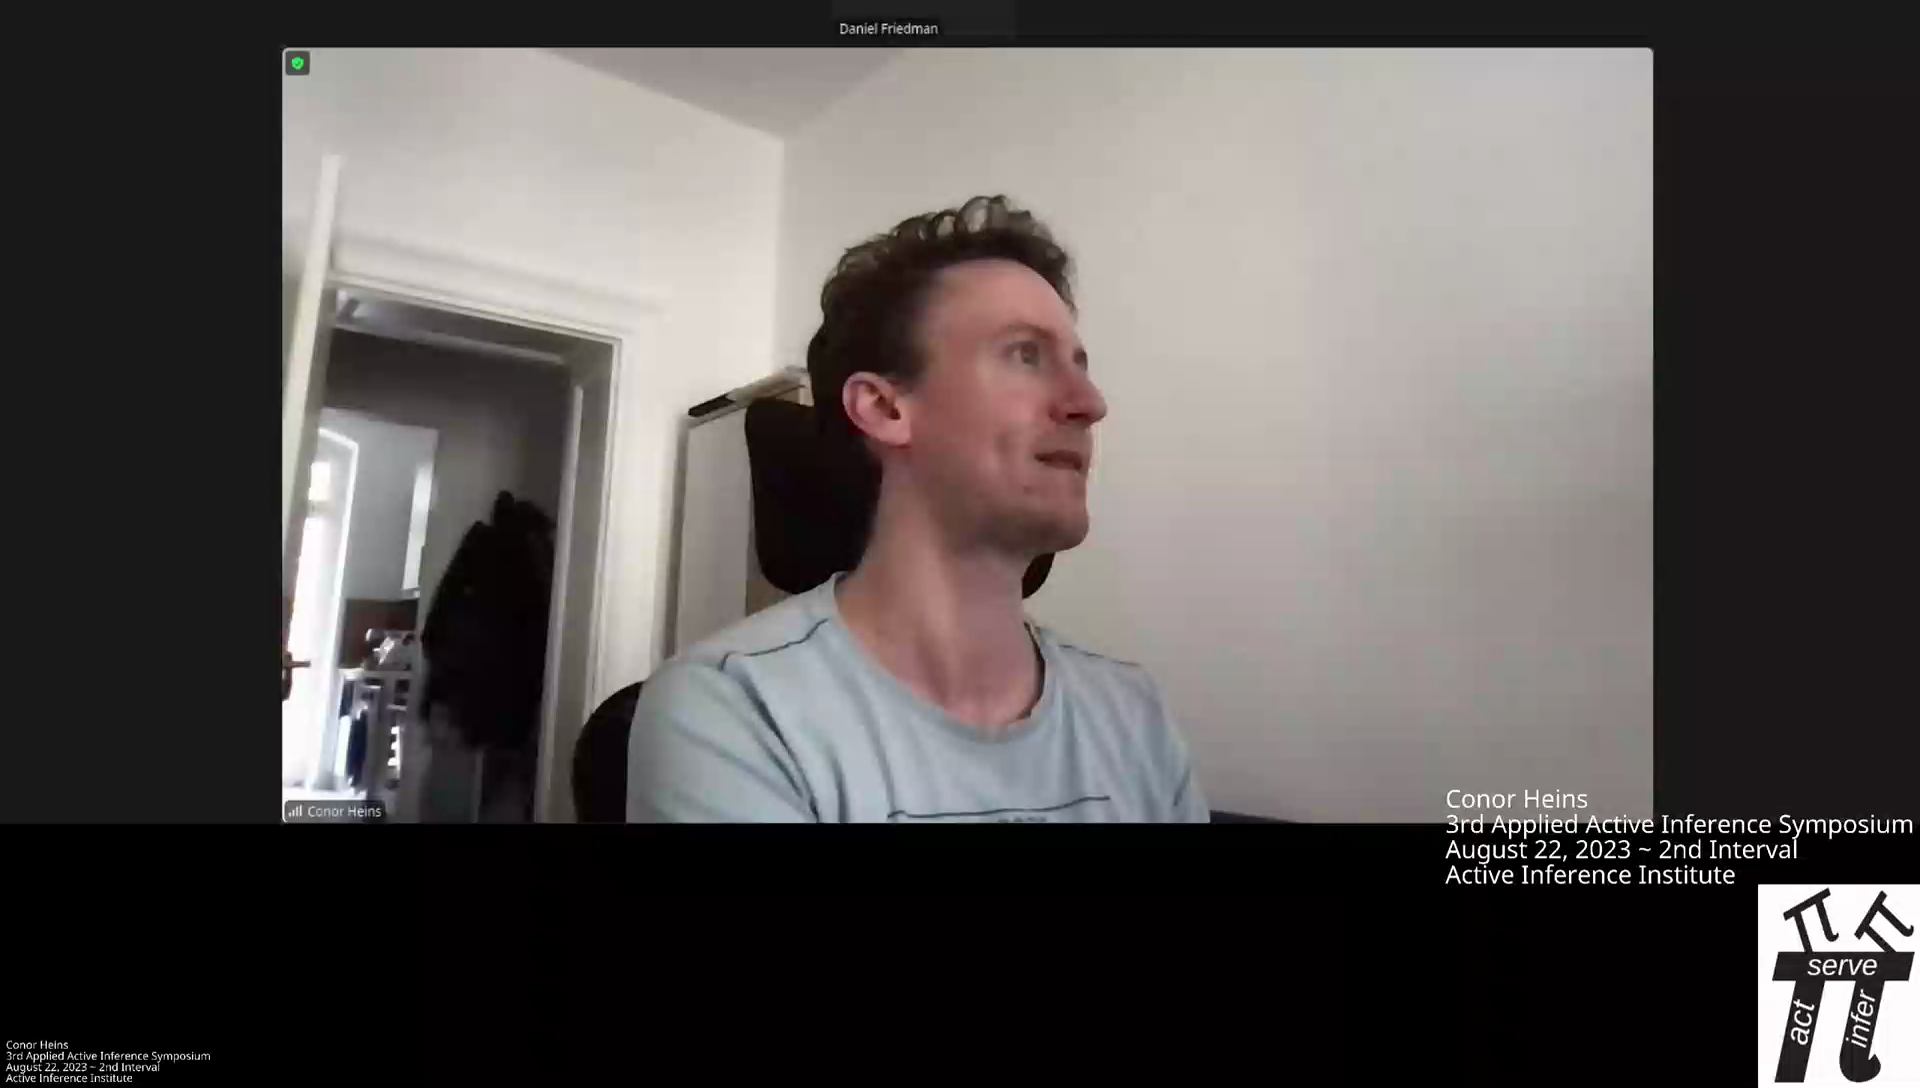 Daniel Friedman
Conor Heins
Conor Heins
3rd Applied Active Inference Symposium
August 22, 2023 ~ 2nd Interval
Active Inference Institute
serve
act
infer
Conor Heins
3rd Applied Active Inference Symposium
August 22, 2023 ~ 2nd Interval
Active Inference Institute